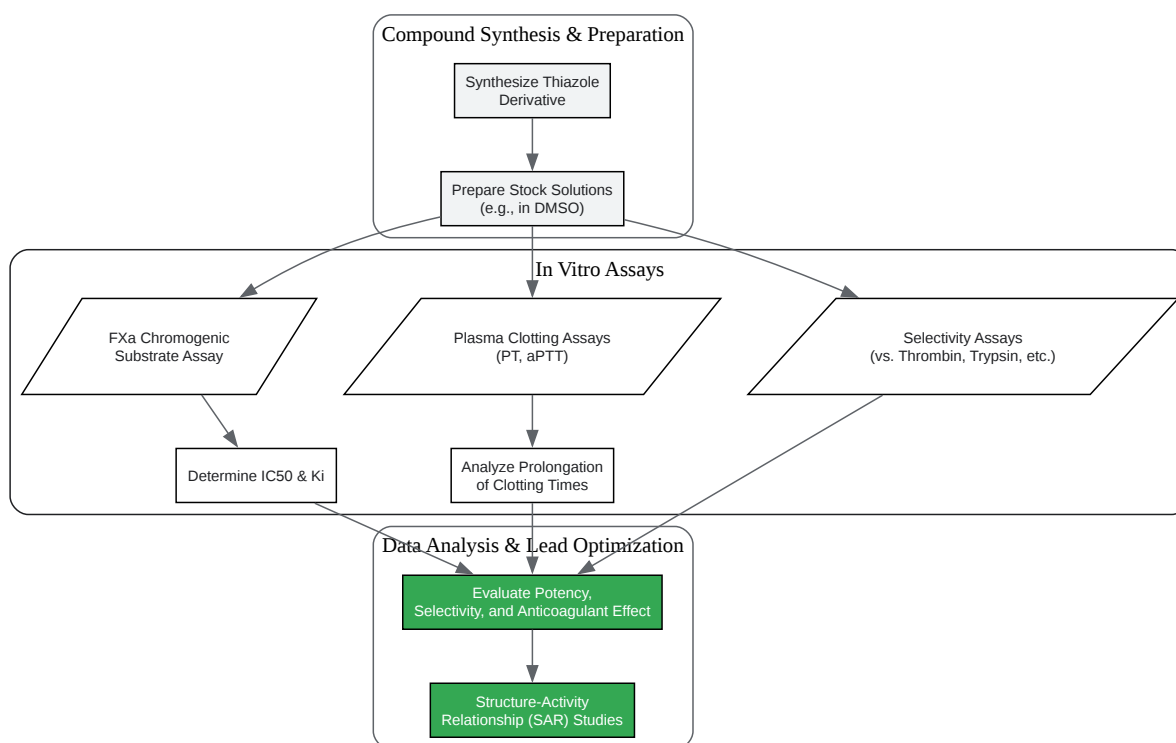 Compound Synthesis & Preparation
Synthesize Thiazole
Derivative
Prepare Stock Solutions
(e.g., in DMSO)
In Vitro Assays
FXa Chromogenic
Substrate Assay
Plasma Clotting Assays
(PT, aPTT)
Selectivity Assays
(vs. Thrombin, Trypsin, etc.)
Determine IC50 & Ki
Analyze Prolongation
of Clotting Times
Data Analysis & Lead Optimization
Evaluate Potency,
Selectivity, and Anticoagulant Effect
Structure-Activity
Relationship (SAR) Studies